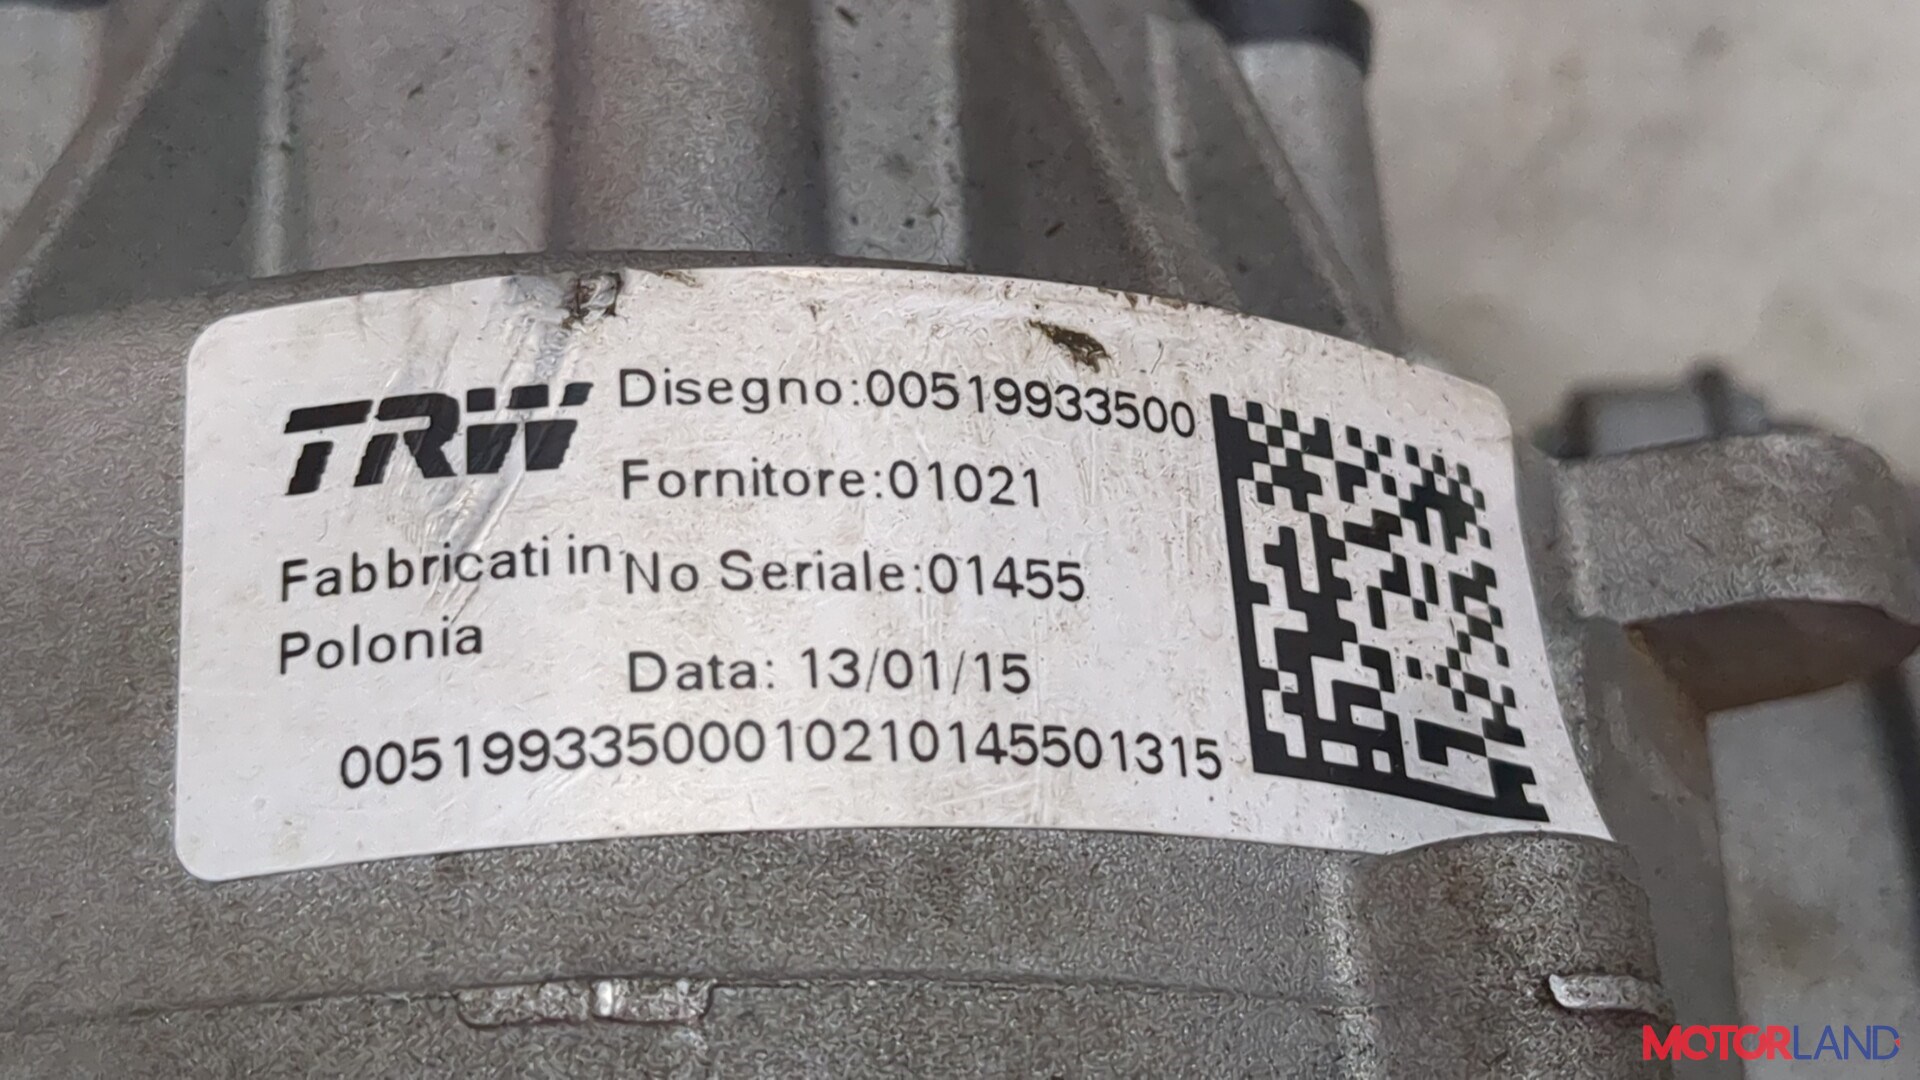 TRW
Disegno:00519933500
Fornitore:01021
Fabbricati in
Polonia
No Seriale:01455
Data: 13/01/15
00519933500010210145501315
MOTORLAND